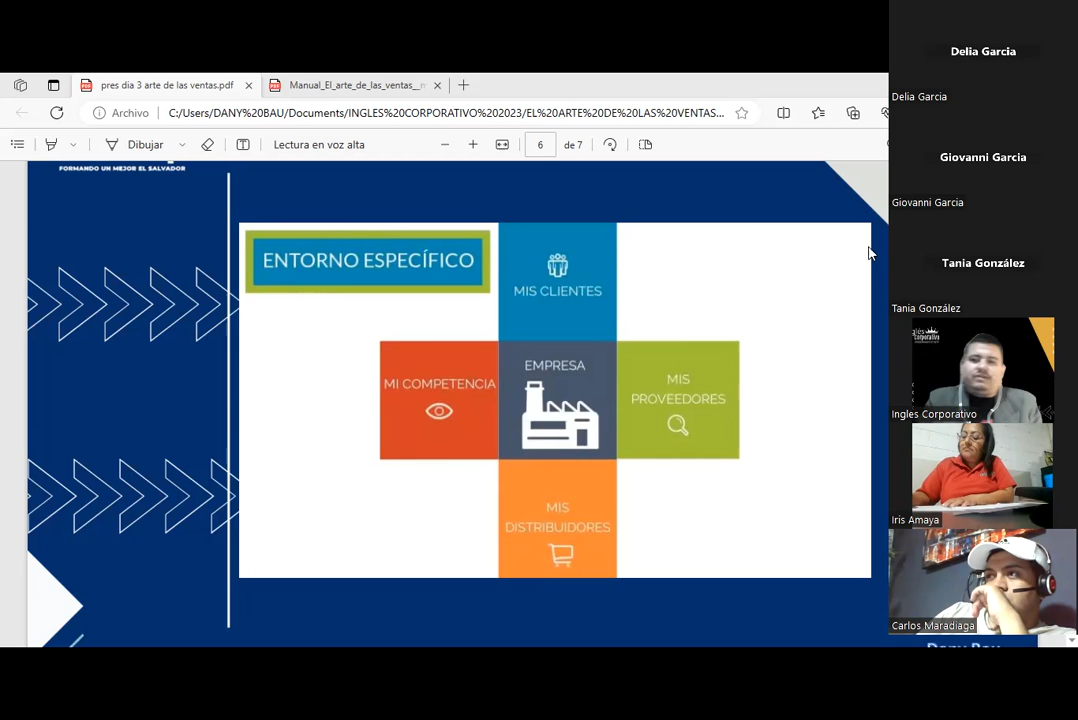 pres dia 3 arte de las ventas.pdf
Manual_El_arte_de_las_ventas_
Archivo
C:/Users/DANY%20BAU/Documents/INGLES%20CORPORATIVO%202023/EL%20ARTE%20DE%20LAS%20VENTAS...
Dibujar
Lectura en voz alta
6
de 7
FORMANDO UN MEJOR EL SALVADOR
ENTORNO ESPECÍFICO
MIS CLIENTES
MI COMPETENCIA
EMPRESA
MIS
PROVEEDORES
MIS
DISTRIBUIDORES
Delia Garcia
Delia Garcia
Giovanni Garcia
Giovanni Garcia
Tania González
Tania González
Ingles Corporativo
Iris Amaya
Carlos Maradiaga